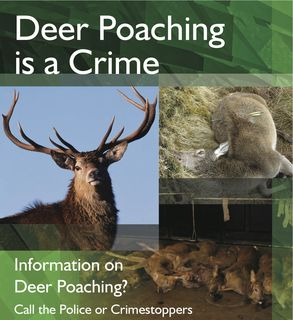 Deer Poaching
is a Crime
Information on
Deer Poaching?
Call the Police or Crimestoppers